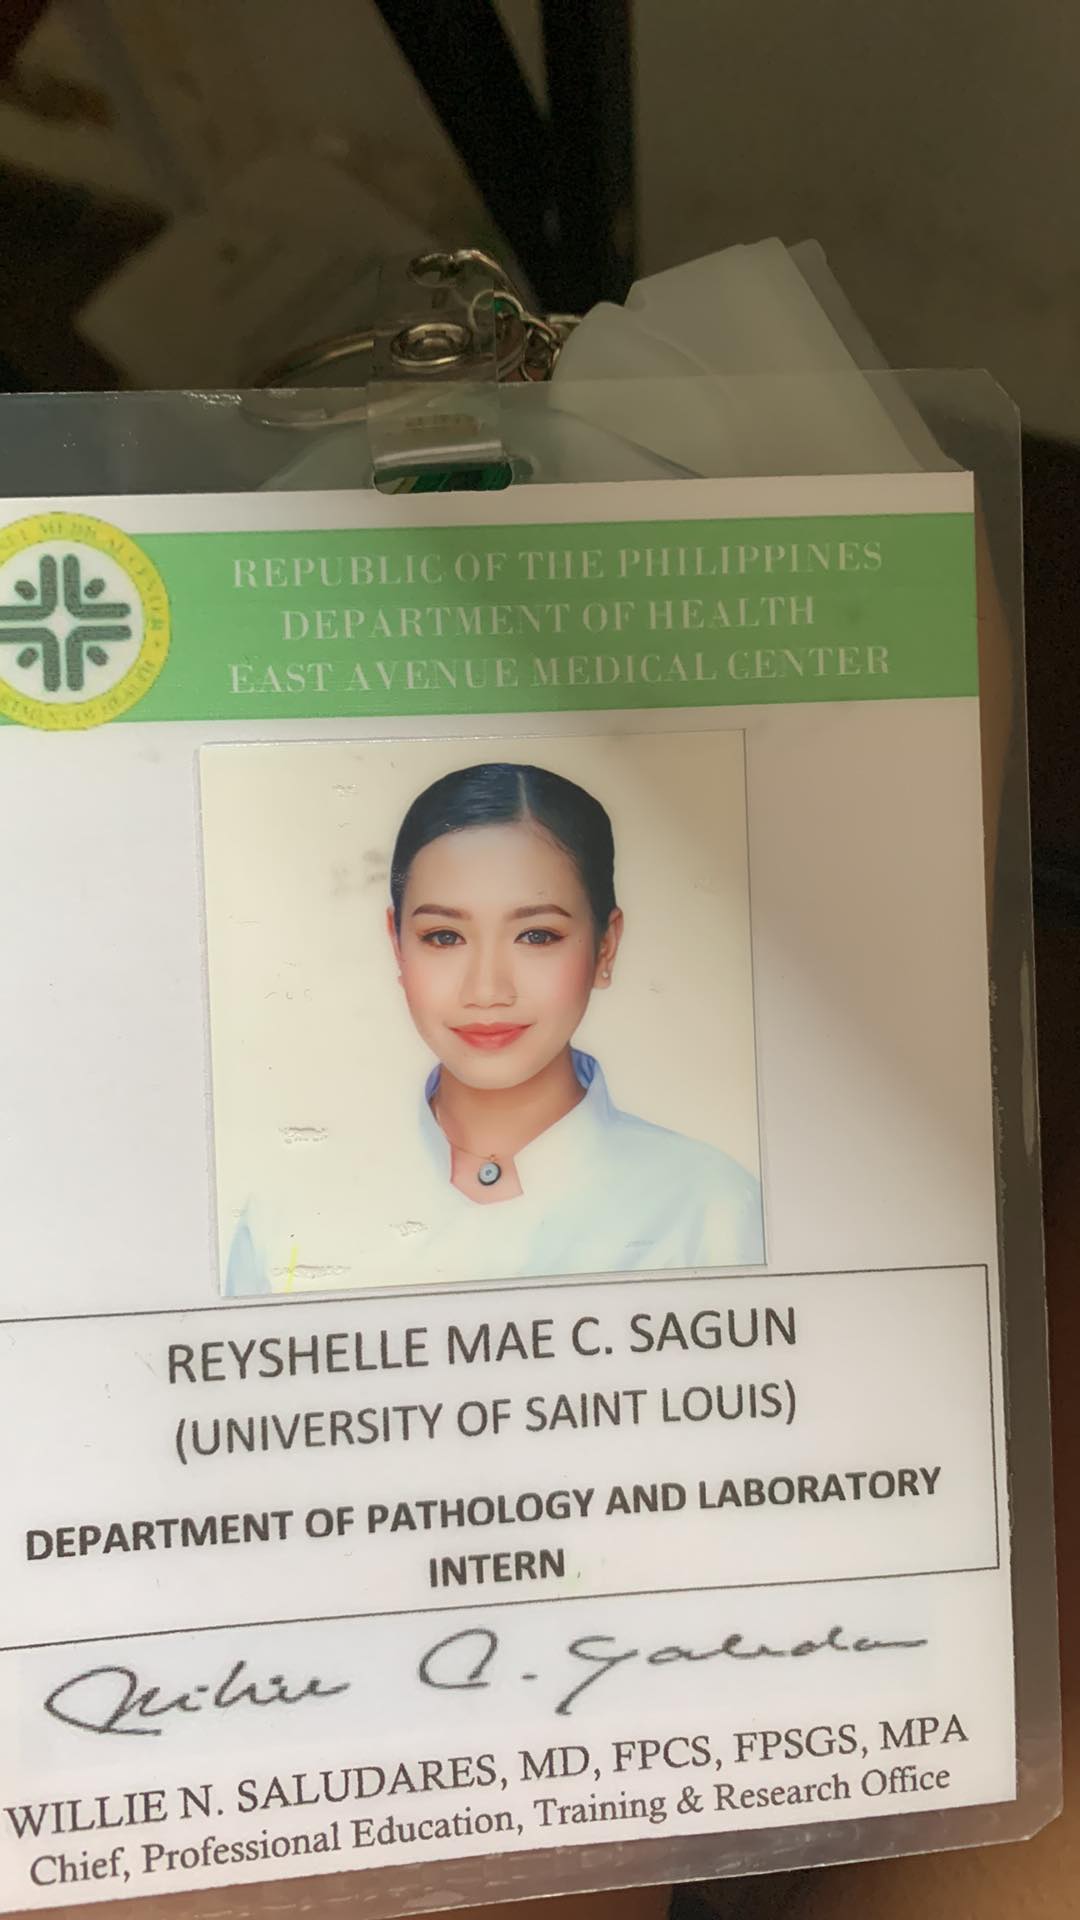 REPUBLIC OF THE PHILIPPINES
DEPARTMENT OF HEALTH
EAST AVENUE MEDICAL CENTER
REYSHELLE MAE C. SAGUN
(UNIVERSITY OF SAINT LOUIS)
DEPARTMENT OF PATHOLOGY AND LABORATORY
INTERN
WILLIE N. SALUDARES, MD, FPCS, FPSGS, MPA
Chief, Professional Education, Training & Research Office